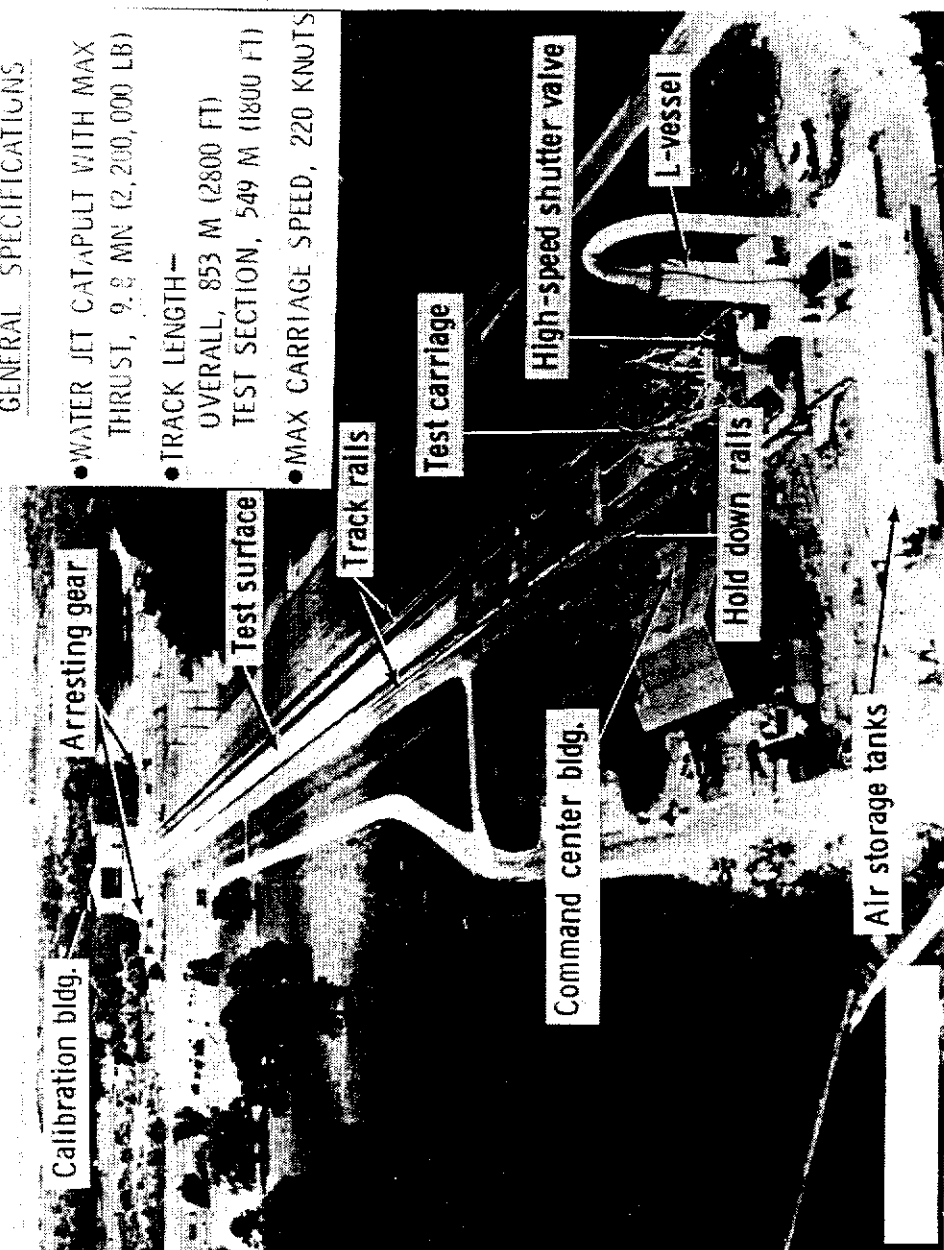 GENERAL SPECIFICATIONS
●WATER JET CATAPULT WITH MAX
THRUST, 9.8 MN (2,200,000 LB)
●TRACK LENGTH—
OVERALL, 853 M (2800 FT)
TEST SECTION, 549 M (1800 FT)
●MAX CARRIAGE SPEED, 220 KNOTS
Calibration bldg.
Arresting gear
Test surface
Track rails
Test carriage
High-speed shutter valve
L-vessel
Hold down rails
Command center bldg.
Air storage tanks